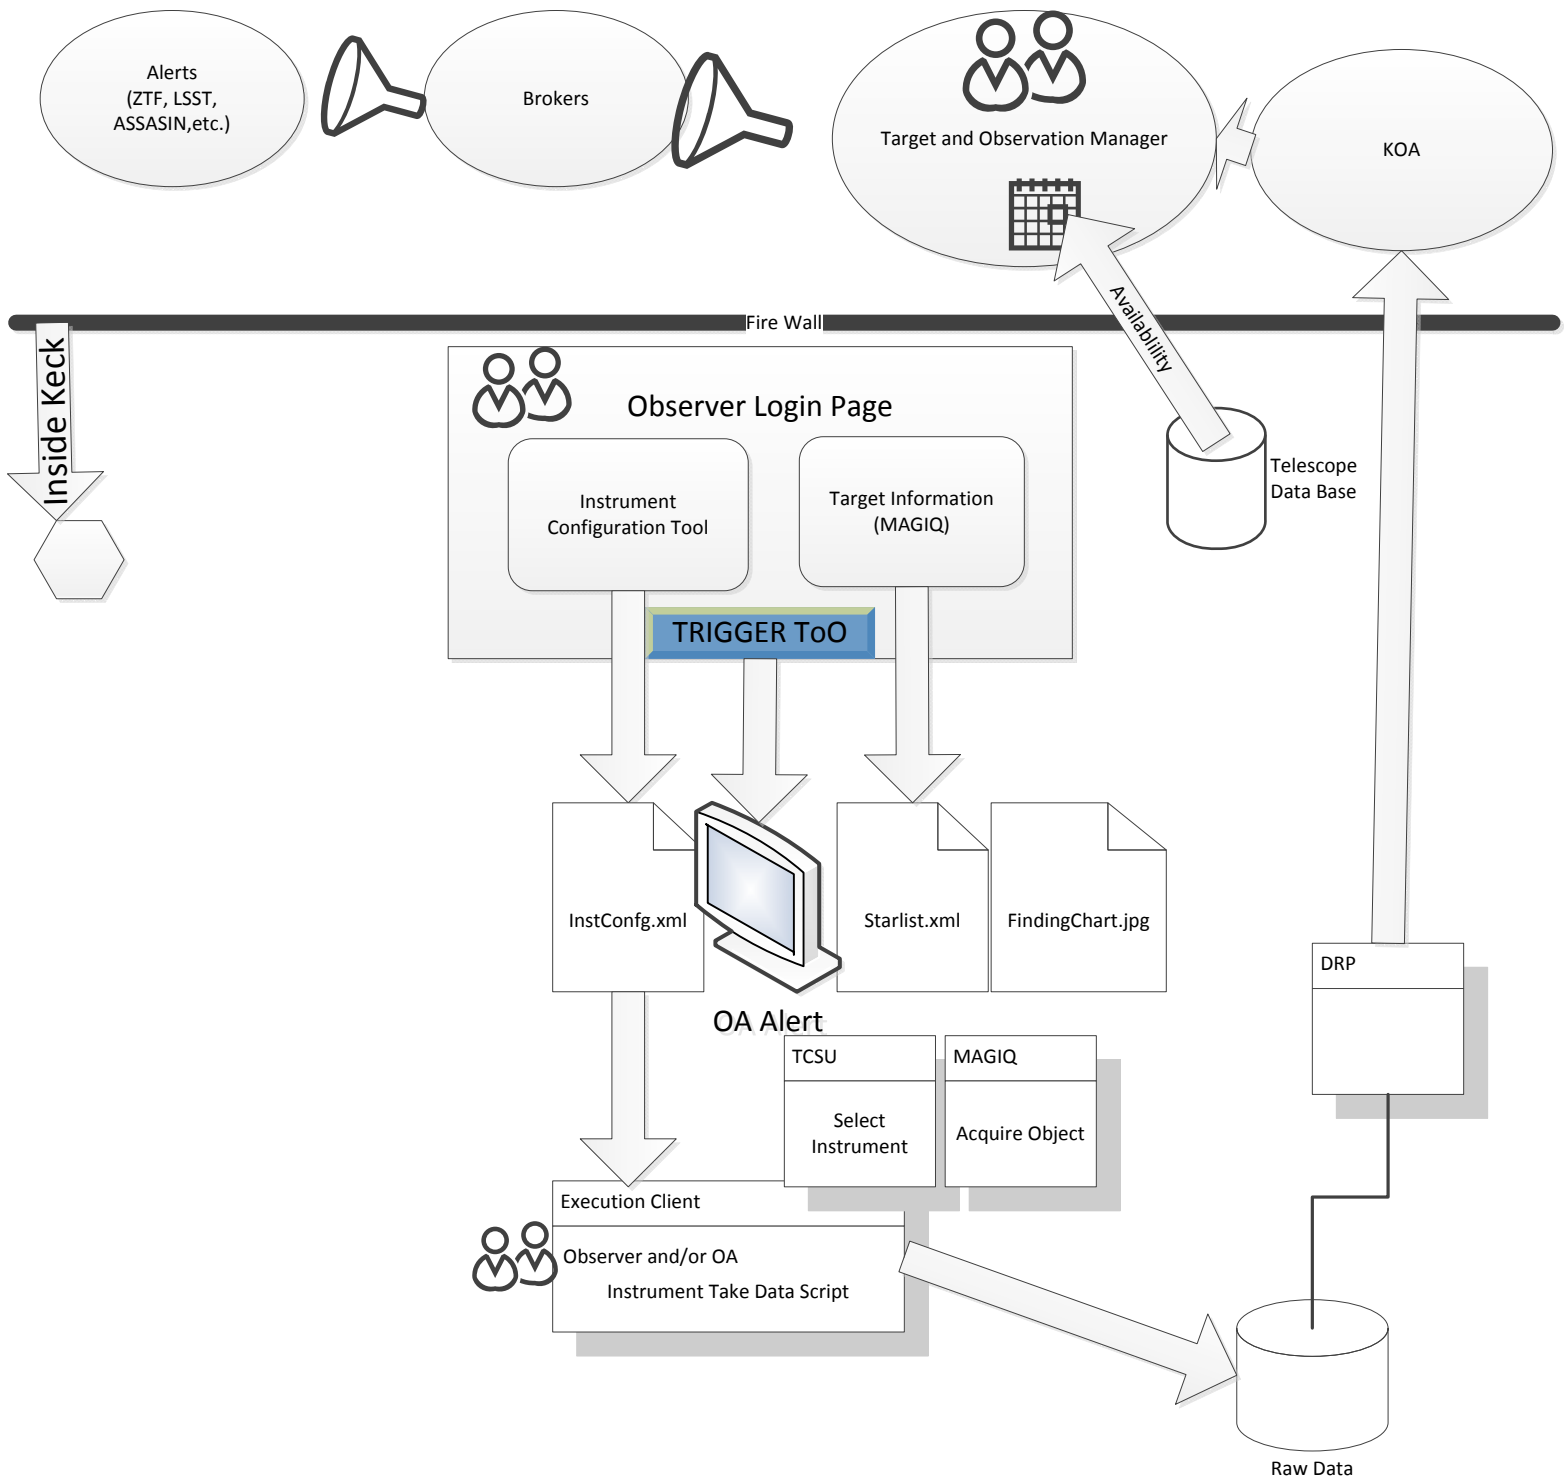 Alerts
(ZTF, LSST,
ASSASIN,etc.)
Brokers
Target and Observation Manager
KOA
Availablility
Fire Wall
Inside Keck
Observer Login Page
Instrument
Configuration Tool
Target Information
(MAGIQ)
Telescope
Data Base
TRIGGER ToO
InstConfg.xml
Starlist.xml
FindingChart.jpg
OA Alert
DRP
TCSU
Select
Instrument
MAGIQ
Acquire Object
Execution Client
Observer and/or OA
Instrument Take Data Script
Raw Data